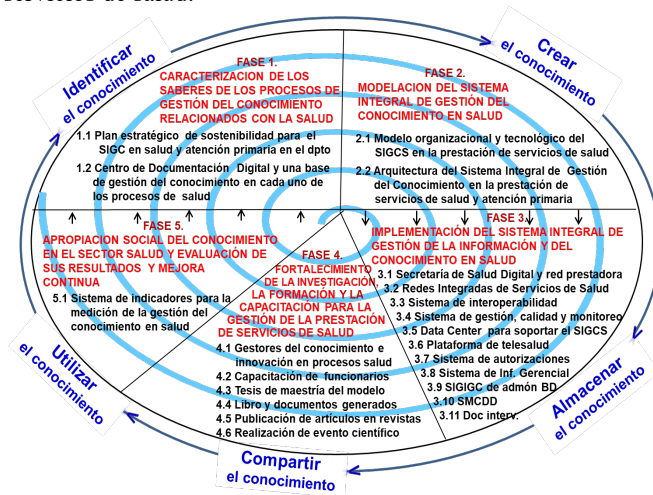 Identificar
el conocimiento
Crear
el conocimiento
FASE 1.
CARACTERIZACION DE LOS
SABERES DE LOS PROCESOS DE
GESTIÓN DEL CONOCIMIENTO
RELACIONADOS CON LA SALUD
1.1 Plan estratégico de sostenibilidad para el
SIGC en salud y atención primaria en el dpto
1.2 Centro de Documentación Digital y una base
de gestión del conocimiento en cada uno de
los procesos de salud
FASE 2.
MODELACION DEL SISTEMA
INTEGRAL DE GESTIÓN DEL
CONOCIMIENTO EN SALUD
2.1 Modelo organizacional y tecnológico del
SIGCS en la prestación de servicios de salud
2.2 Arquitectura del Sistema Integral de Gestión
del Conocimiento en la prestación de
servicios de salud y atención primaria
FASE 3.
IMPLEMENTACIÓN DEL SISTEMA INTEGRAL DE
GESTIÓN DE LA INFORMACIÓN Y DEL
CONOCIMIENTO EN SALUD
3.1 Secretaría de Salud Digital y red prestadora
3.2 Redes Integradas de Servicios de Salud
3.3 Sistema de interoperabilidad
3.4 Sistema de gestión, calidad y monitoreo
3.5 Data Center para soportar el SIGCS
3.6 Plataforma de telesalud
3.7 Sistema de autorizaciones
3.8 Sistema de Inf. Gerencial
3.9 SIGIGC de admón BD
3.10 SMCDD
3.11 Doc interv.
FASE 4.
FORTALECIMIENTO
DE LA INVESTIGACIÓN,
LA FORMACIÓN Y LA
CAPACITACION PARA LA
GESTIÓN DE LA PRESTACIÓN
DE SERVICIOS DE SALUD
4.1 Gestores del conocimiento e
innovación en procesos salud
4.2 Capacitación de funcionarios
4.3 Tesis de maestría del modelo
4.4 Libro y documentos generados
4.5 Publicación de artículos en revistas
4.6 Realización de evento científico
FASE 5.
APROPIACION SOCIAL DEL CONOCIMIENTO
EN EL SECTOR SALUD Y EVALUACIÓN DE
SUS RESULTADOS Y MEJORA
CONTINUA
5.1 Sistema de indicadores para la
medición de la gestión del
conocimiento en salud
Almacenar
el conocimiento
Compartir
el conocimiento
Utilizar
el conocimiento